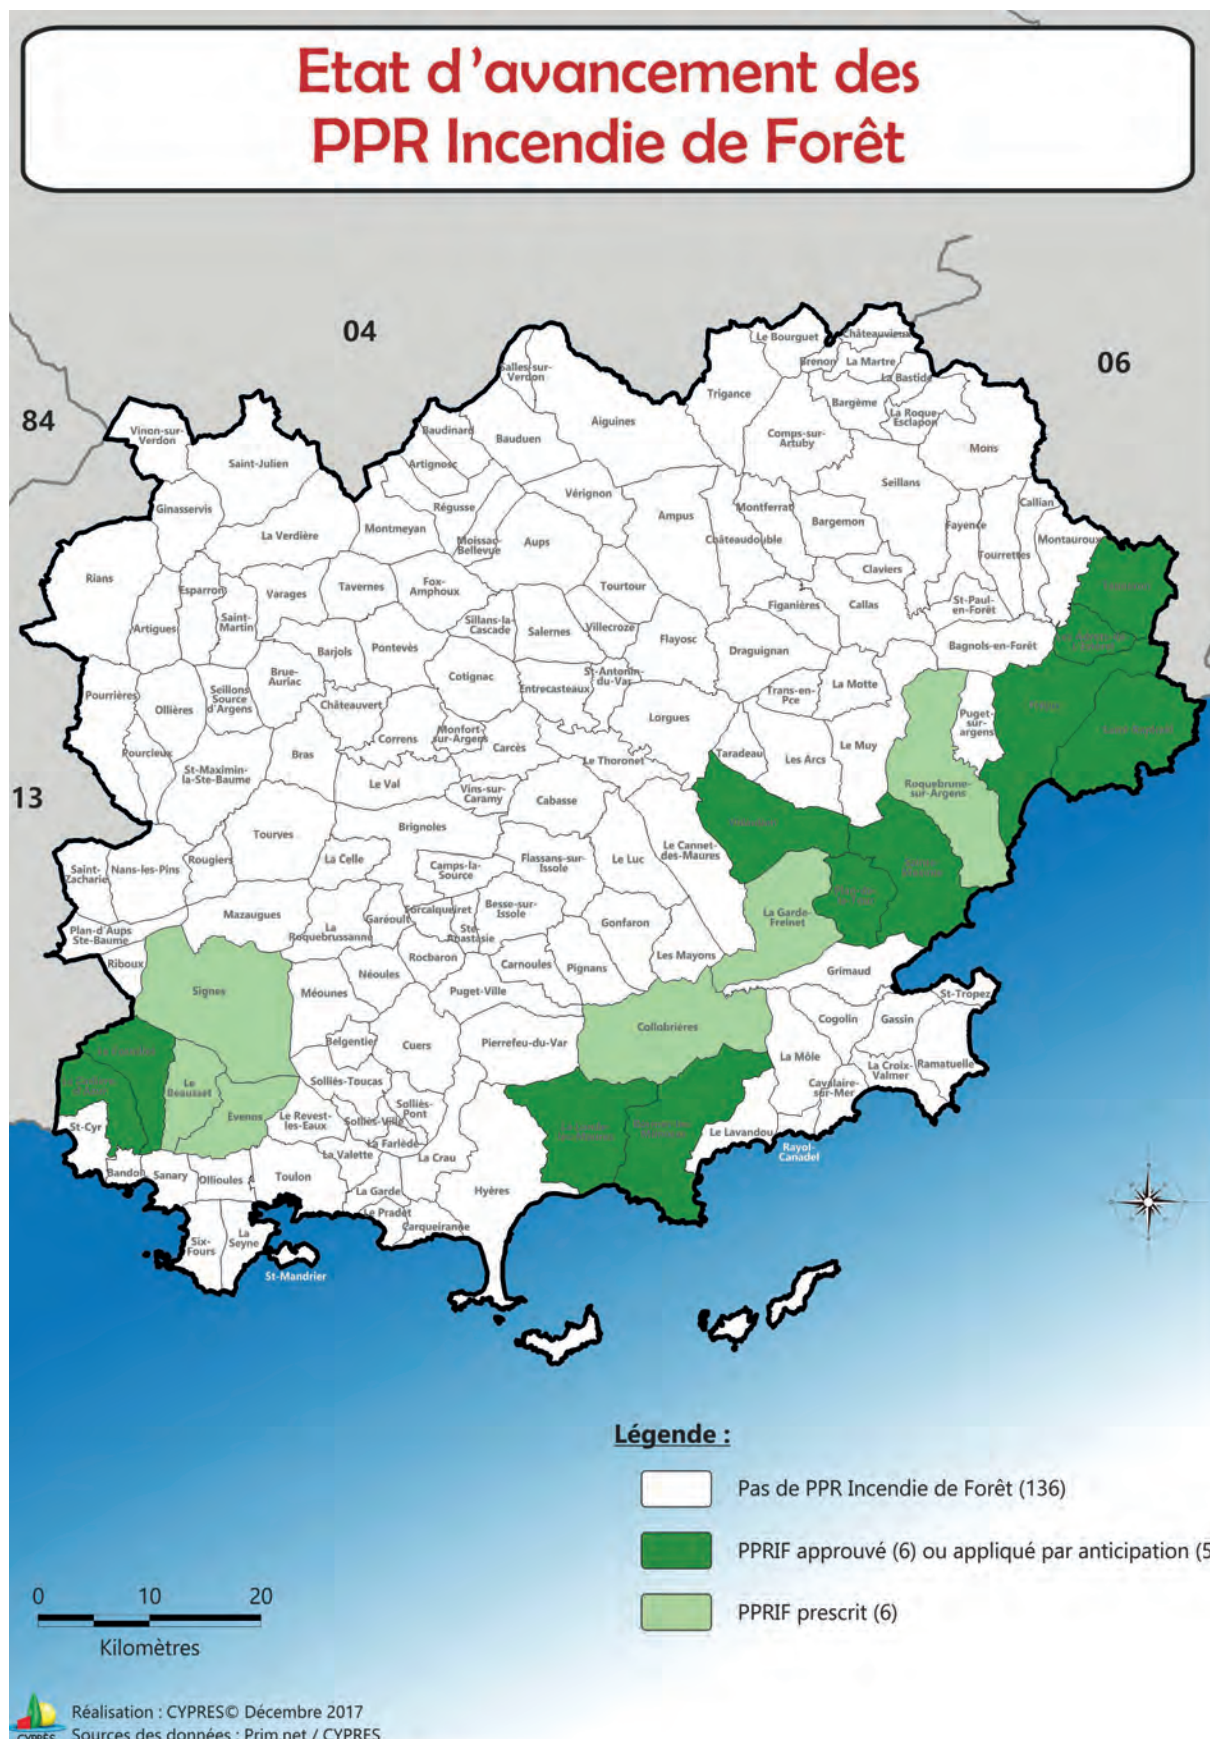 Etat d'avancement des
PPR Incendie de Forêt
04
06
84
13
Le Bourguet
Châteauvieux
Brenon
La Martre
La Bastide
Salles-sur-
Verdon
Trigance
Bargème
La Roque-
Esclapon
Aiguines
Vinon-sur-
Verdon
Baudinard
Bauduen
Comps-sur-
Artuby
Mons
Saint-Julien
Artignosc
Seillans
Vérignon
Callian
Ginasservis
Régusse
Montferrat
Ampus
Bargemon
Fayence
Montmeyan
La Verdière
Moissac-
Bellevue
Aups
Châteaudouble
Tourrettes
Montauroux
Claviers
Rians
Esparron
Varages
Tavernes
Fox-
Amphoux
Tourtour
Figanières
Callas
St-Paul-
en-Forêt
Artigues
Saint-
Martin
Sillans-la-
Cascade
Salernes
Villecroze
Flayosc
Draguignan
Bagnols-en-Forêt
Barjols
Pontevès
Brue-
Auriac
Cotignac
Entrecasteaux
St-Antonin-
du-Var
La Motte
Trans-en-
Pce
Pourrières
Ollières
Seillons
Source
d'Argens
Châteauvert
Lorgues
Puget-
sur-
argens
Correns
Monfort-
sur-Argens
Carcès
Le Thoronet
Taradeau
Les Arcs
Le Muy
Pourcieux
Bras
St-Maximin-
la-Ste-Baume
Le Val
Vins-sur-
Caramy
Cabasse
Roquebrune-
sur-Argens
Tourves
Brignoles
Le Cannet-
des-Maures
Saint-
Zacharie
Nans-les-Pins
Rougiers
La Celle
Camps-la-
Source
Flassans-sur-
Issole
Le Luc
Mazaugues
La
Roquebrussanne
Garéoult
Forcalqueiret
Ste-
Anastasie
Besse-sur-
Issole
Gonfaron
La Garde-
Freinet
Plan-d'Aups
Ste-Baume
Riboux
Néoules
Rocbaron
Carnoules
Pignans
Les Mayons
Grimaud
Signes
Méounes
Puget-Ville
St-Tropez
Collobrières
Cogolin
Gassin
Belgentier
Cuers
Pierrefeu-du-Var
La Môle
La Croix-
Valmer
Ramatuelle
Le
Beausset
Evenos
Solliès-Toucas
Cavalaire-
sur-Mer
Le Revest-
les-Eaux
Solliès-
Pont
Solliès-Ville
La Farlède
St-Cyr
Le Lavandou
Rayol-
Canadel
La Valette
La Crau
Bandol
Sanary
Ollioules
Toulon
La Garde
Hyères
Le Pradet
Carqueiranne
Six-
Fours
La
Seyne
St-Mandrier
Légende :
Pas de PPR Incendie de Forêt (136)
PPRIF approuvé (6) ou appliqué par anticipation (5
PPRIF prescrit (6)
0 10 20
Kilomètres
Réalisation : CYPRES© Décembre 2017
Sources des données : Prim.net / CYPRES